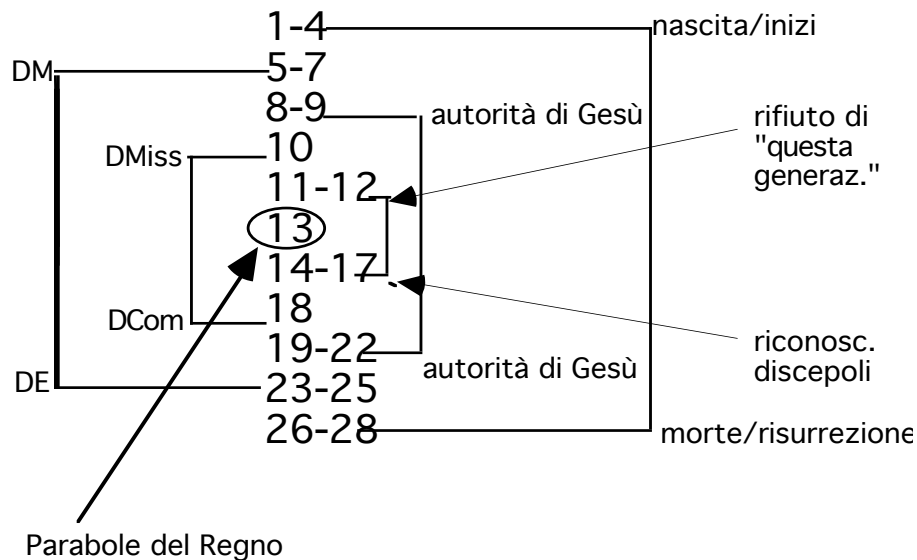 1-4
nascita/inizi
DM
5-7
8-9
autorità di Gesù
rifiuto di
"questa
generaz."
DMiss
10
11-12
13
14-17
DCom
18
19-22
autorità di Gesù
riconosc.
discepoli
DE
23-25
26-28
morte/risurrezione
Parabole del Regno